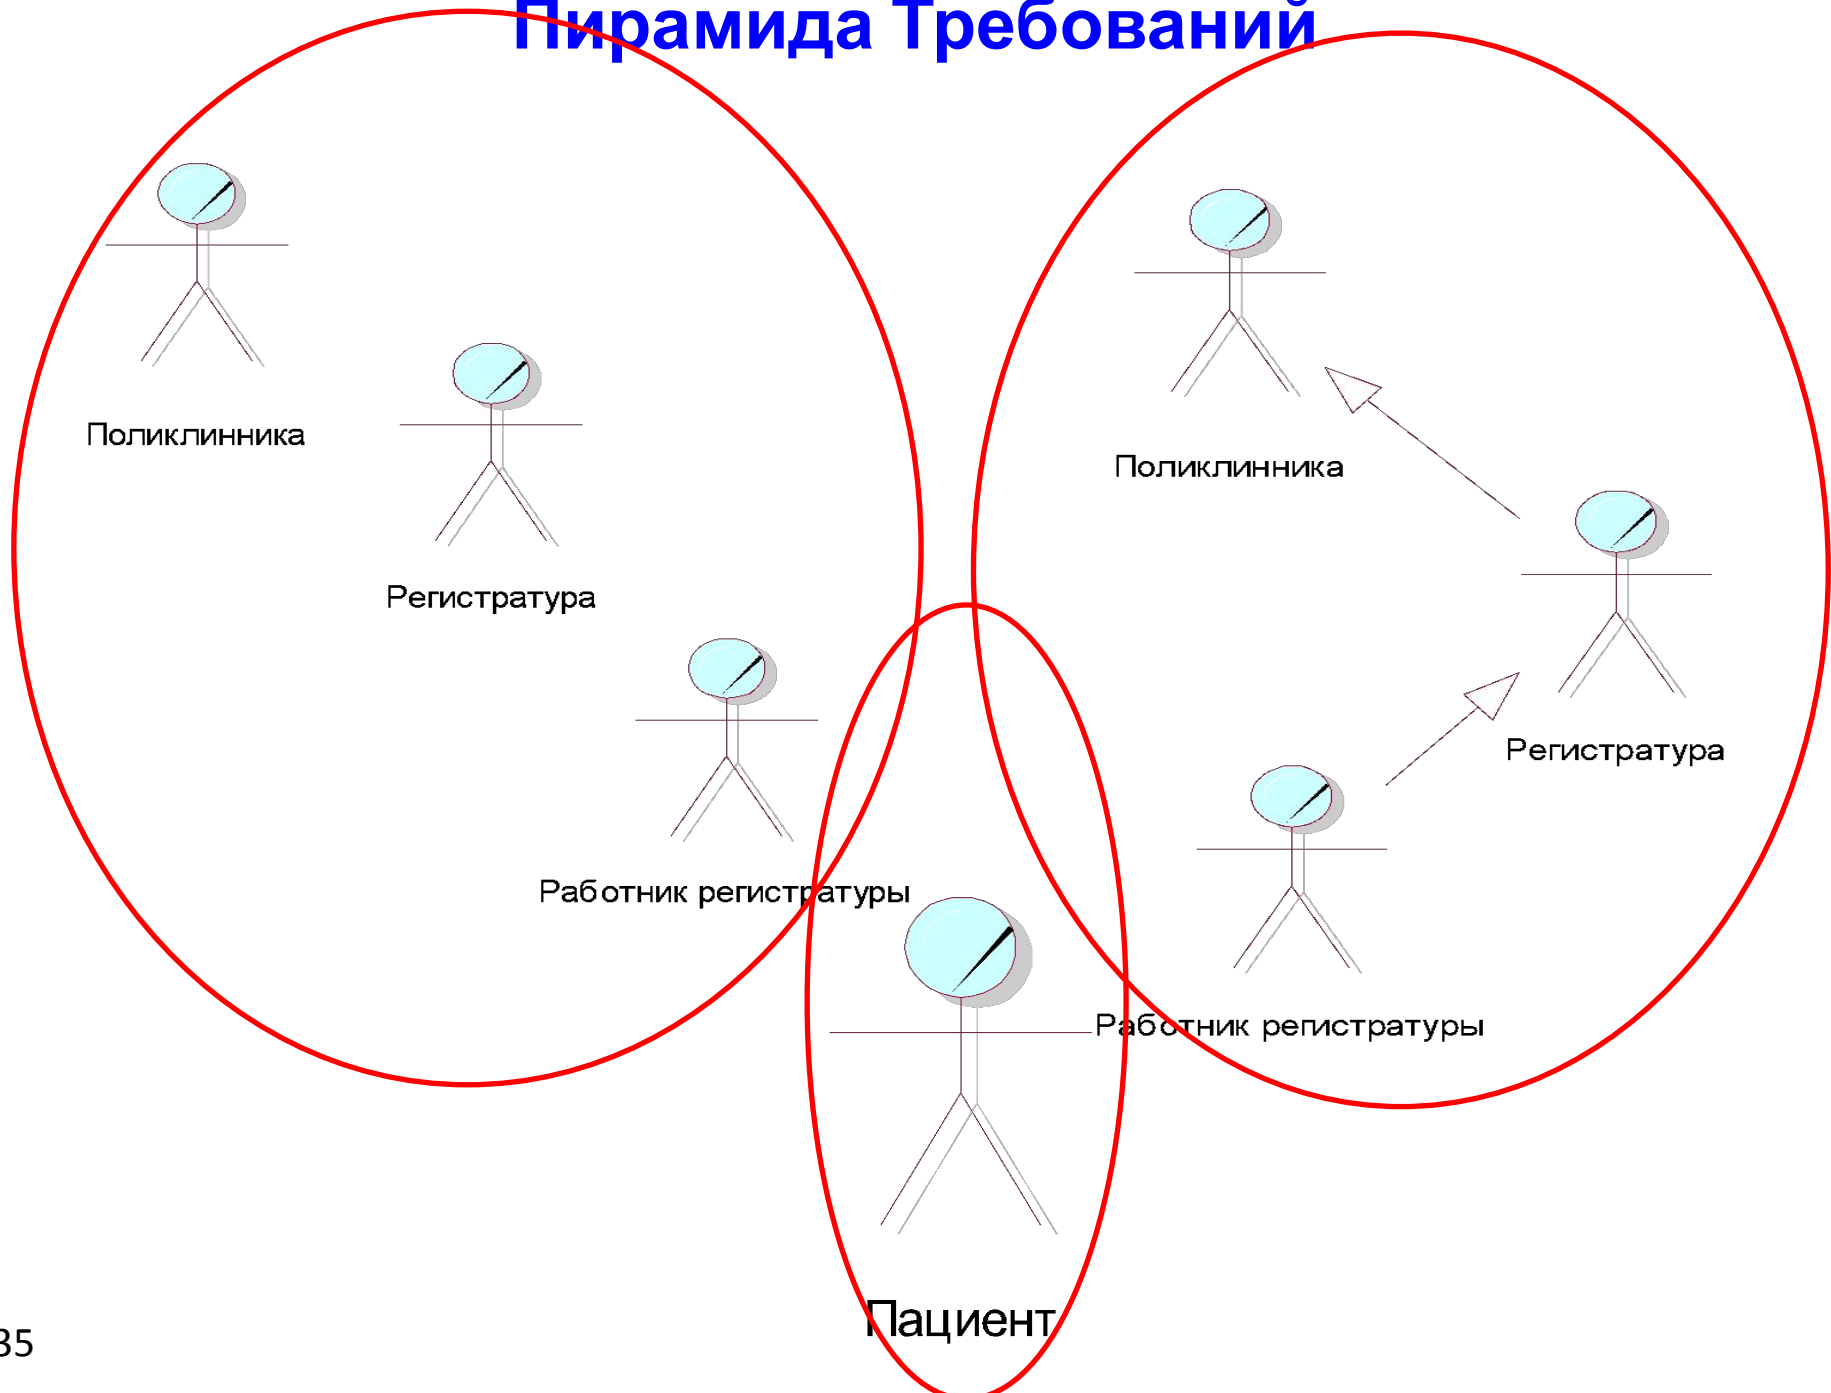 Пирамида Требований
Поликлинника
Регистратура
Работник регистратуры
Поликлинника
Регистратура
Работник регистратуры
Пациент
35